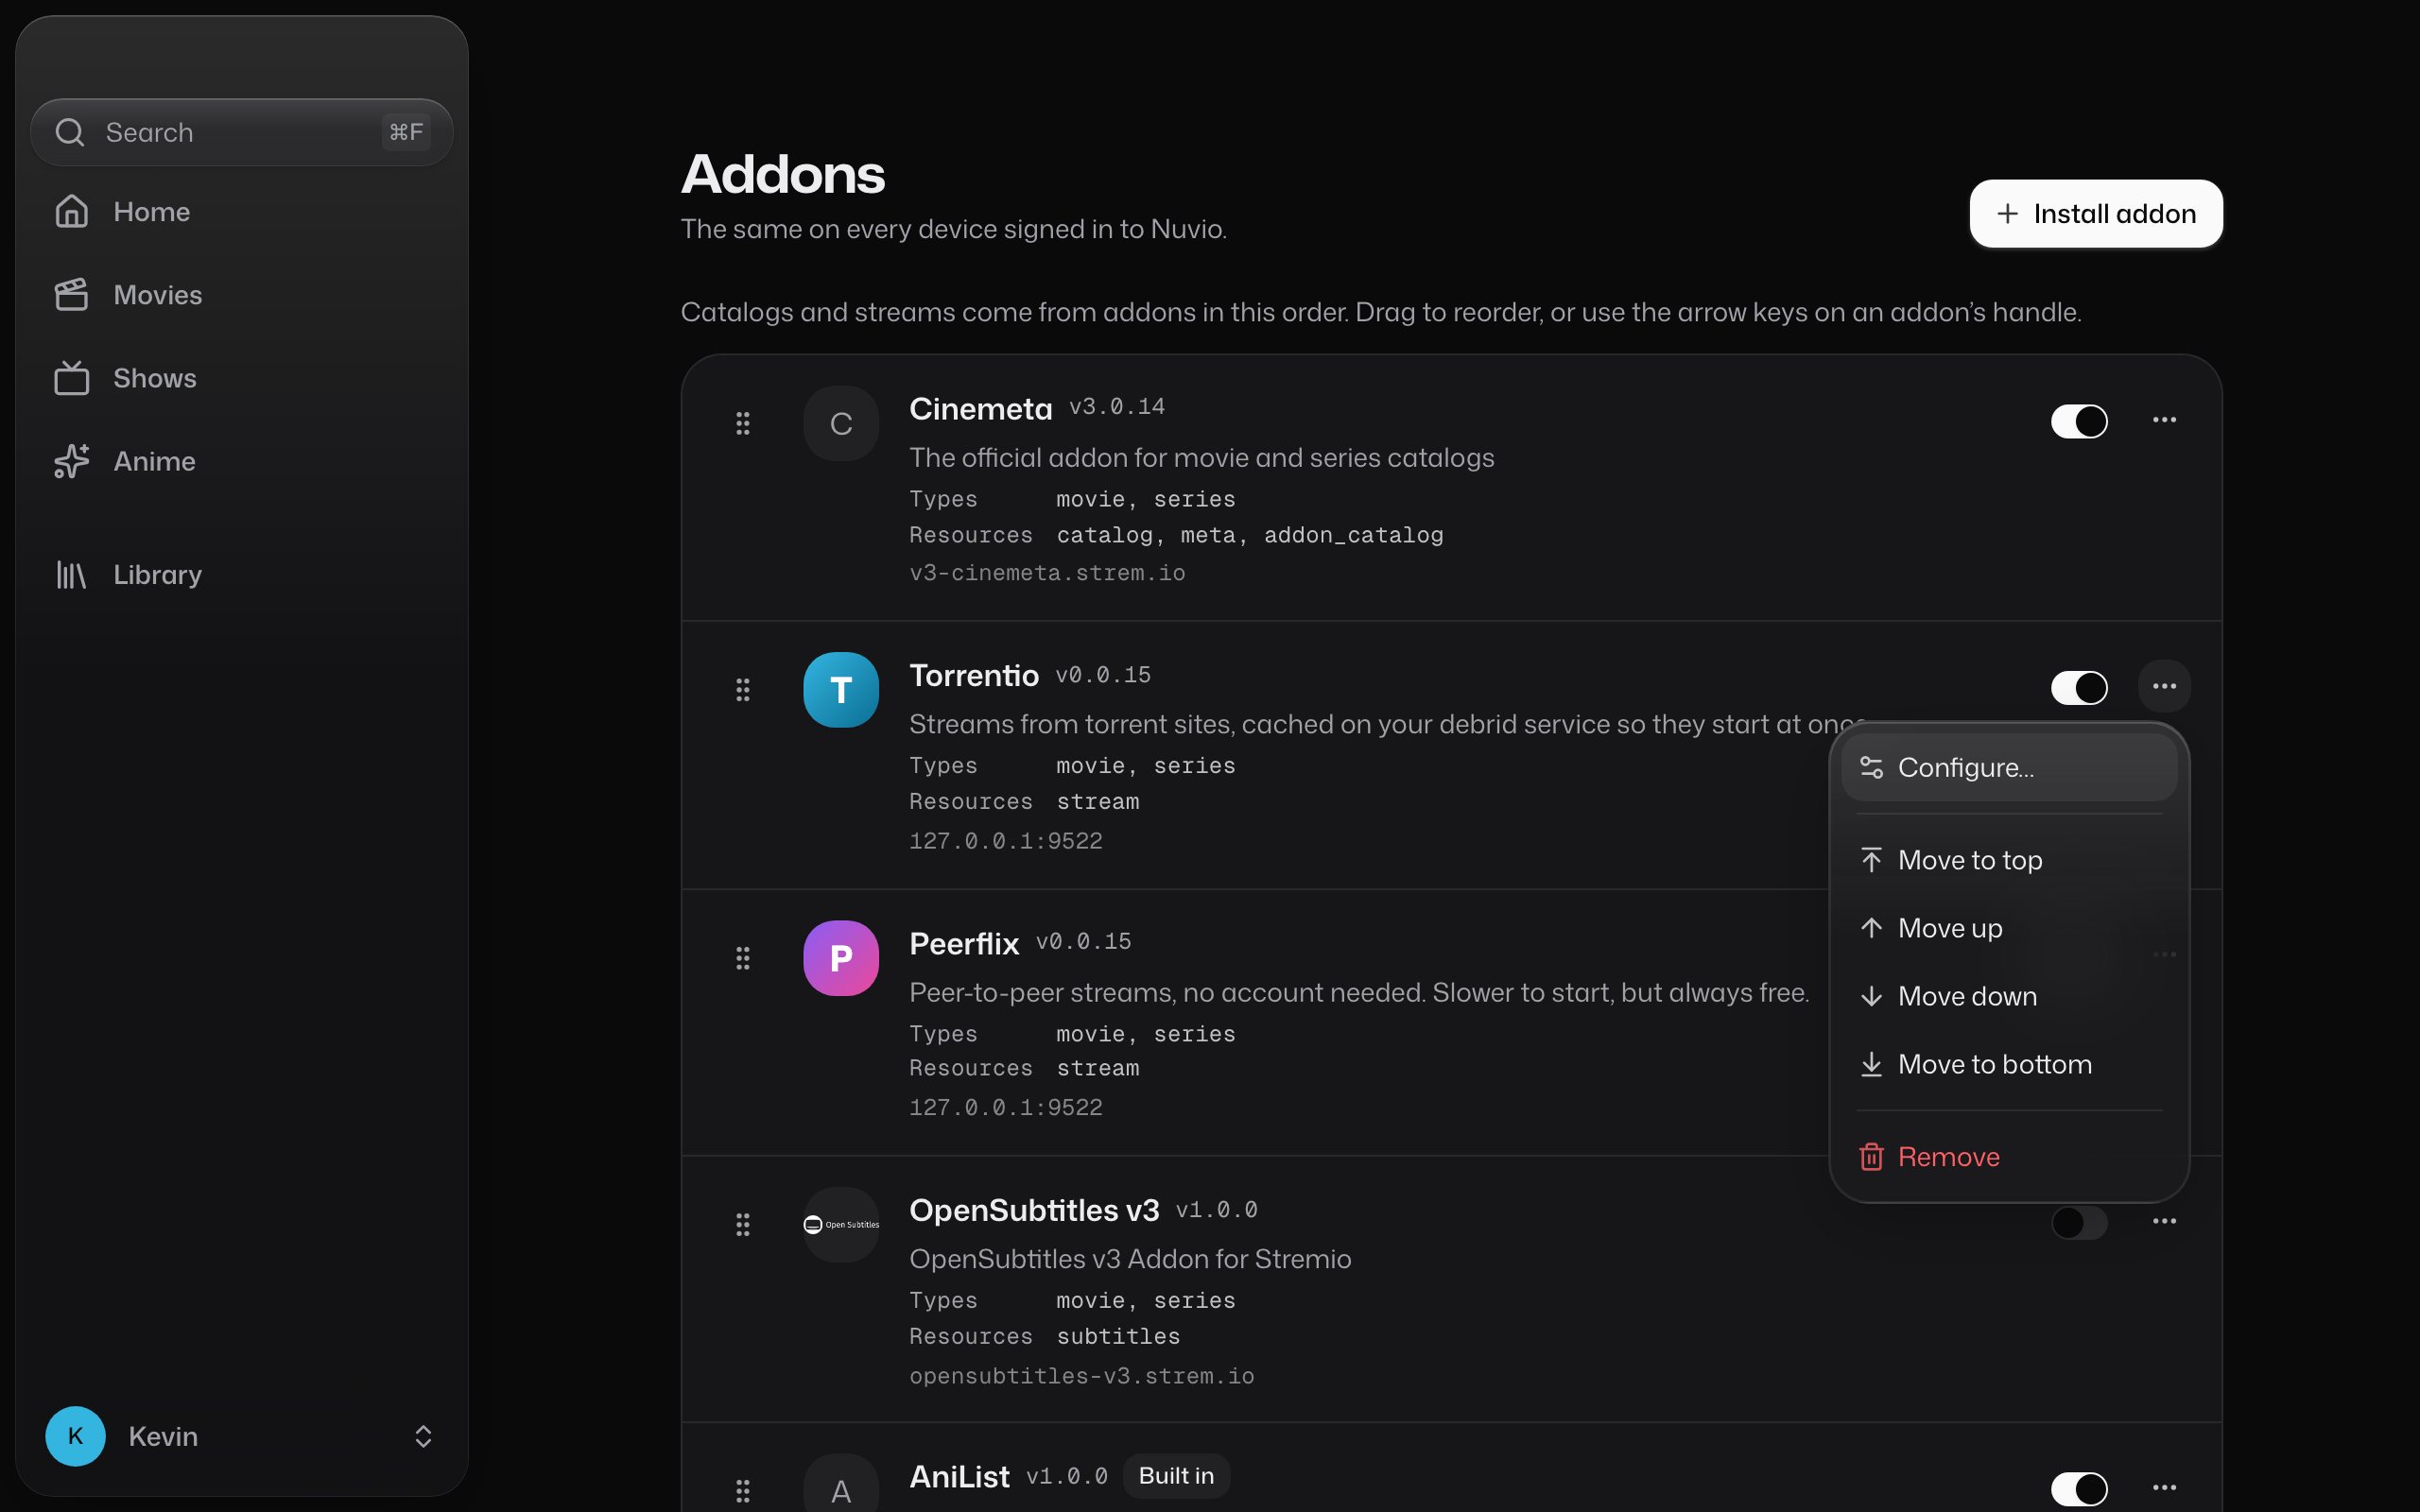 Search ⌘F
Home
Movies
Shows
Anime
Library
K Kevin
Addons
The same on every device signed in to Nuvio.
Install addon
Catalogs and streams come from addons in this order. Drag to reorder, or use the arrow keys on an addon’s handle.
C
Cinemeta v3.0.14
The official addon for movie and series catalogs
Types movie, series
Resources catalog, meta, addon_catalog
v3-cinemeta.strem.io
T
Torrentio v0.0.15
Streams from torrent sites, cached on your debrid service so they start at
Types movie, series
Resources stream
127.0.0.1:9522
P
Peerflix v0.0.15
Peer-to-peer streams, no account needed. Slower to start, but always free.
Types movie, series
Resources stream
127.0.0.1:9522
Open Subtitles
OpenSubtitles v3 v1.0.0
OpenSubtitles v3 Addon for Stremio
Types movie, series
Resources subtitles
opensubtitles-v3.strem.io
A
AniList v1.0.0 Built in
Configure...
Move to top
Move up
Move down
Move to bottom
Remove